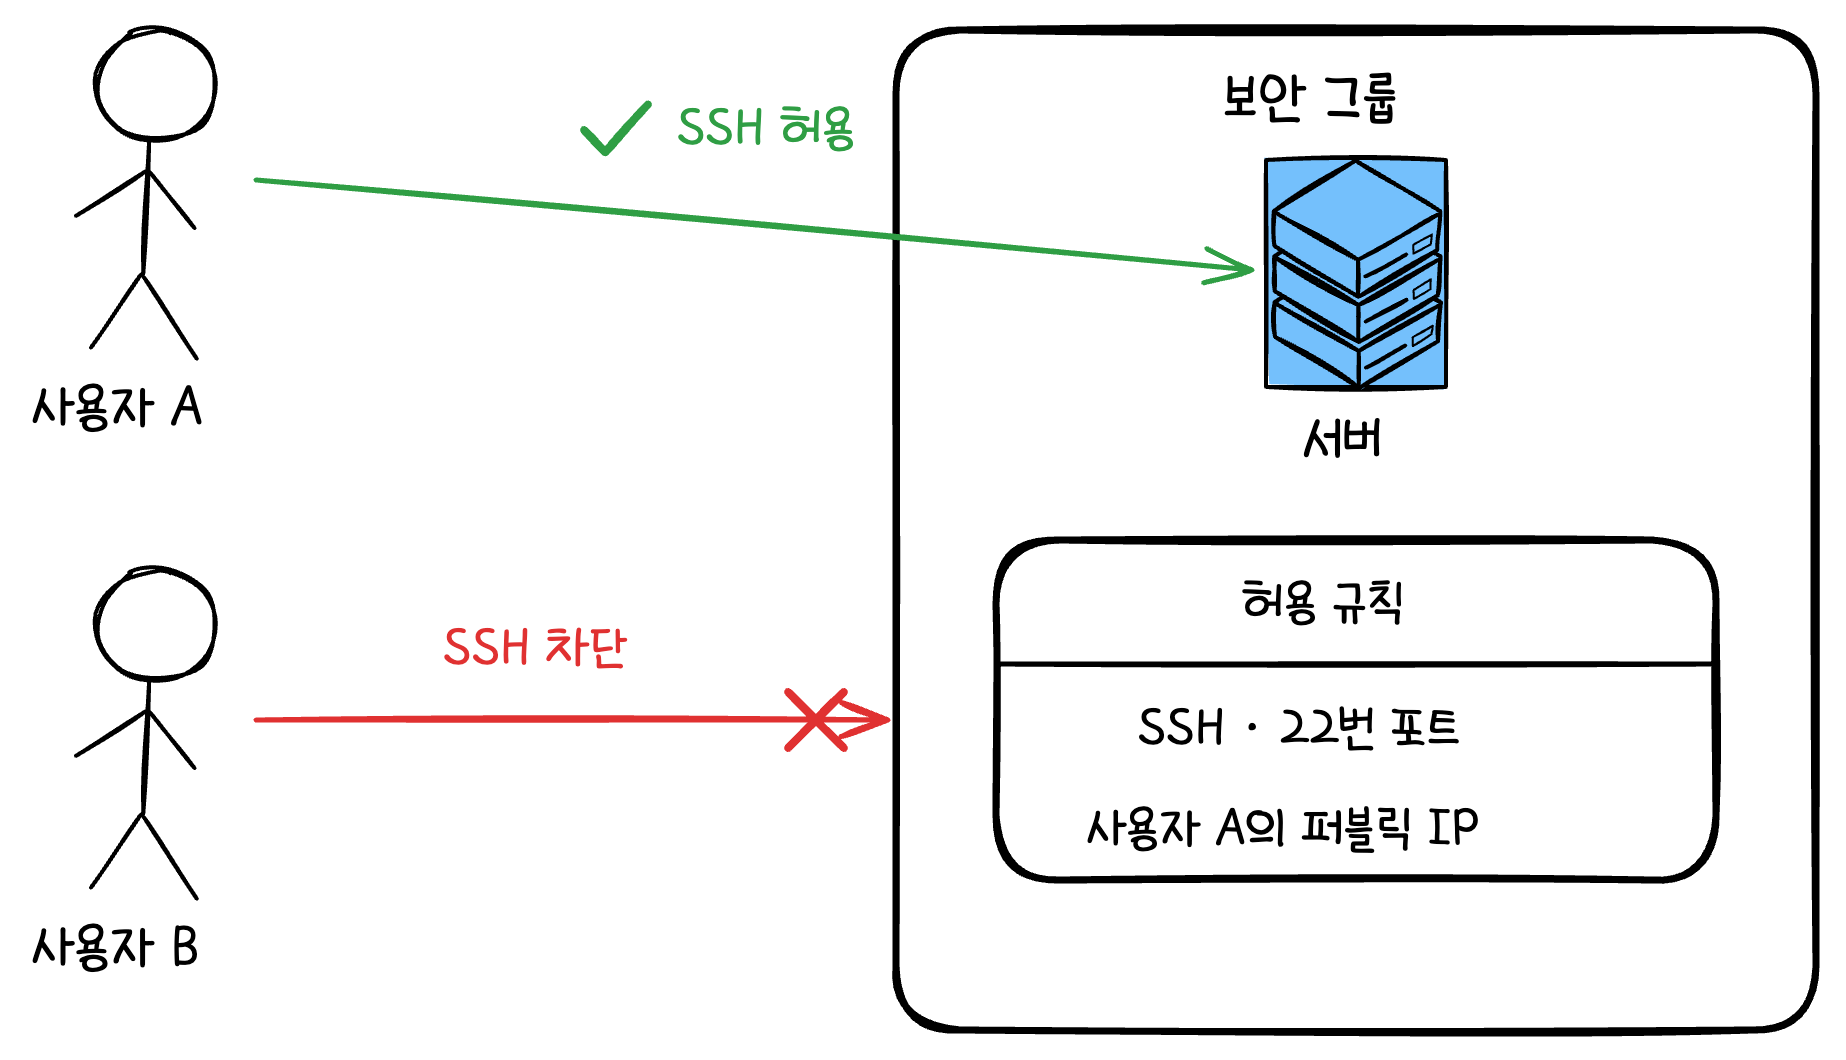 보안 그룹
SSH 허용
사용자 A
서버
허용 규칙
SSH 차단
SSH · 22번 포트
사용자 A의 퍼블릭 IP
사용자 B